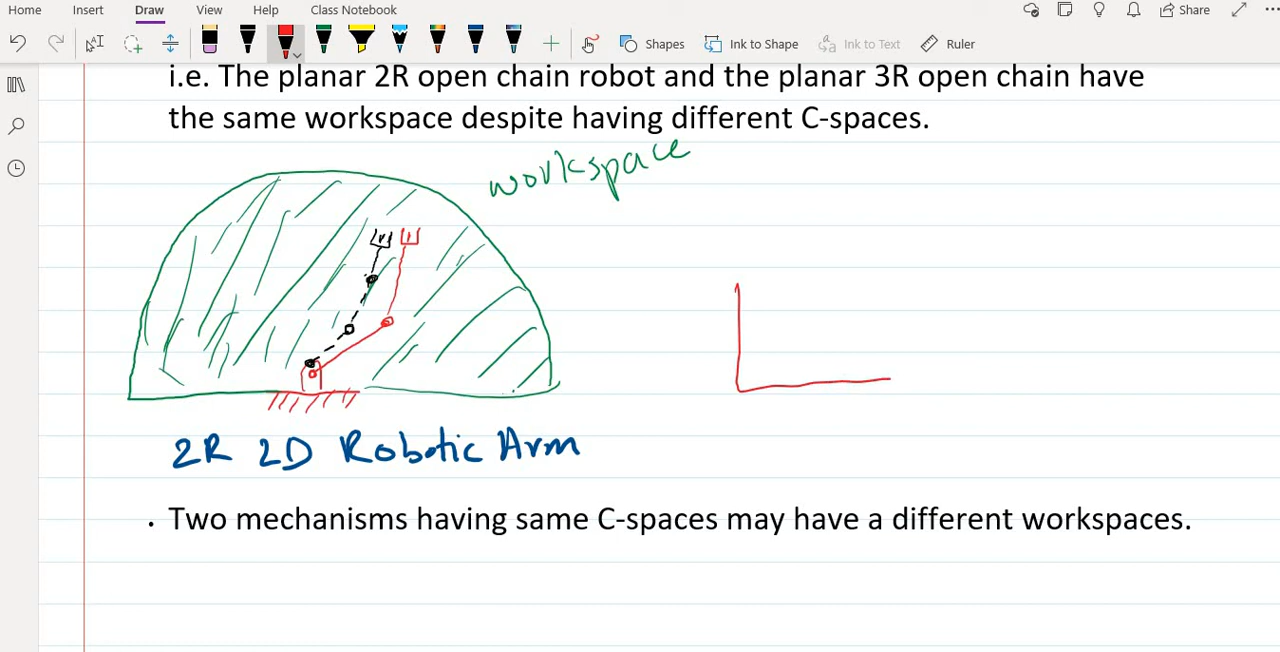 Home Insert Draw View Help Class Notebook Share
Shapes Ink to Shape Ink to Text Ruler
i.e. The planar 2R open chain robot and the planar 3R open chain have
the same workspace despite having different C-spaces.
workspace
2R 2D Robotic Arm
. Two mechanisms having same C-spaces may have a different workspaces.